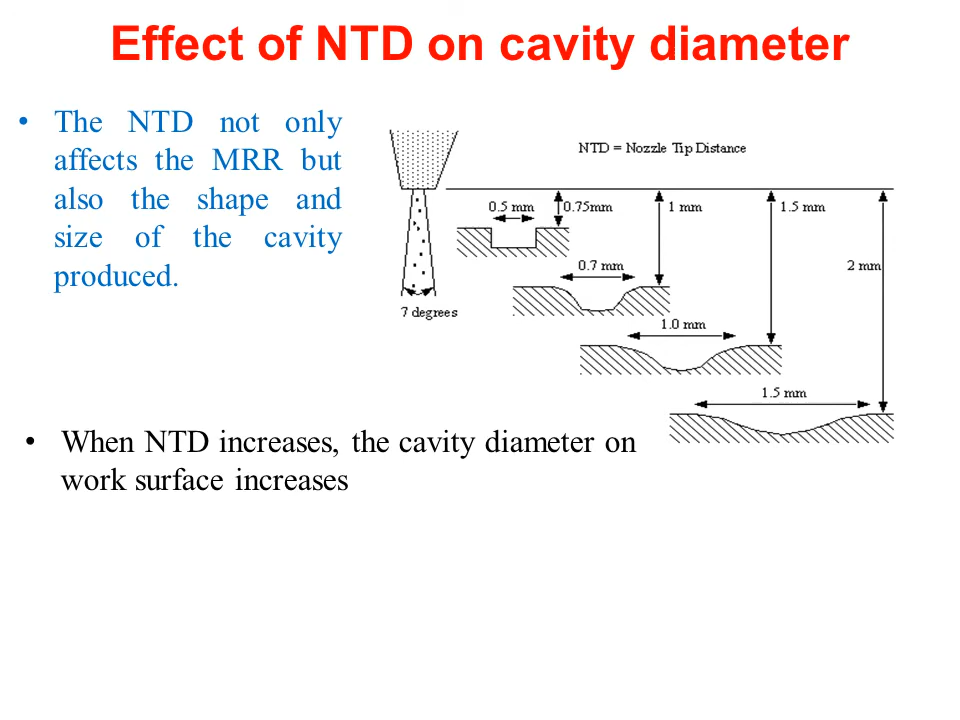 Effect of NTD on cavity diameter
• The NTD not only
affects the MRR but
also the shape and
size of the cavity
produced.
NTD = Nozzle Tip Distance
0.5 mm
0.75mm
1 mm
1.5 mm
0.7 mm
2 mm
7 degrees
1.0 mm
1.5 mm
• When NTD increases, the cavity diameter on
work surface increases